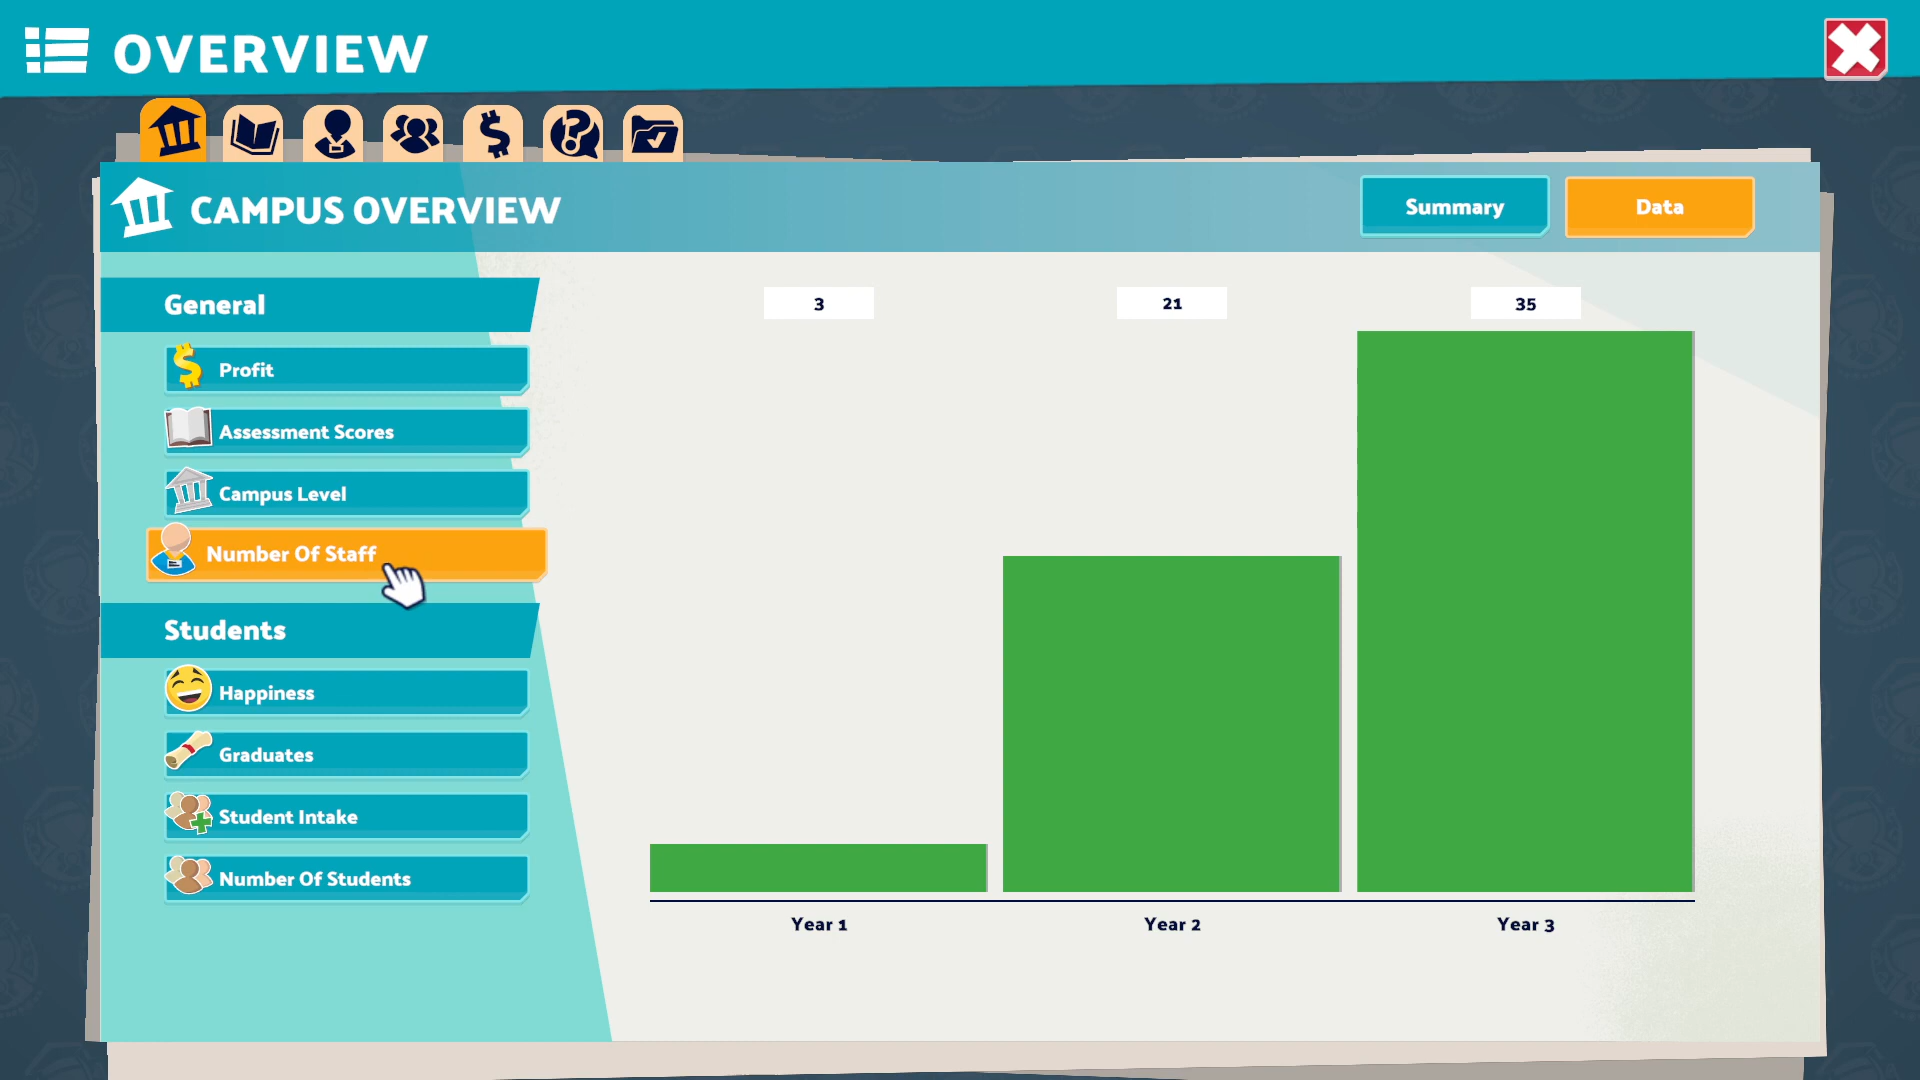 OVERVIEW
CAMPUS OVERVIEW
Summary
Data
General
Profit
Assessment Scores
Campus Level
Number Of Staff
Students
Happiness
Graduates
Student Intake
Number Of Students
3
21
35
Year 1
Year 2
Year 3